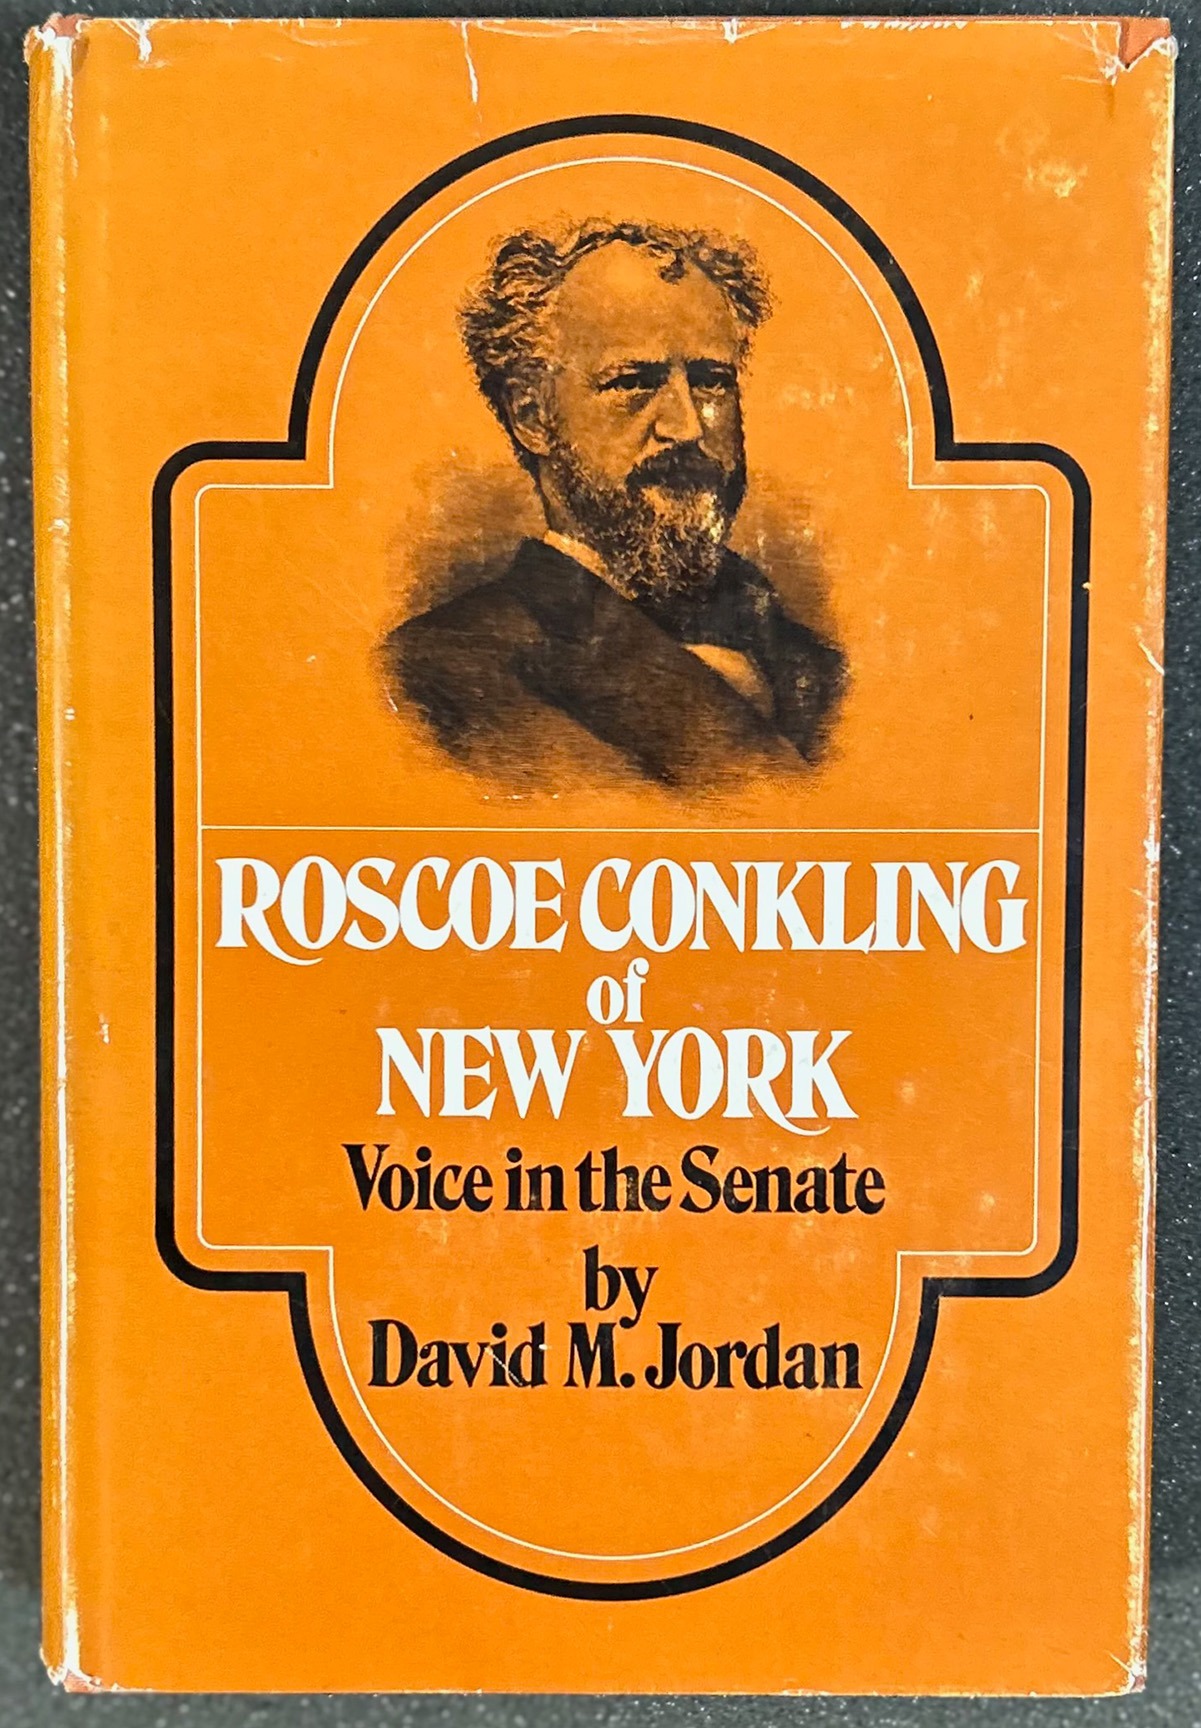 ROSCOE CONKLING
of
NEW YORK
Voice in the Senate
by
David M. Jordan